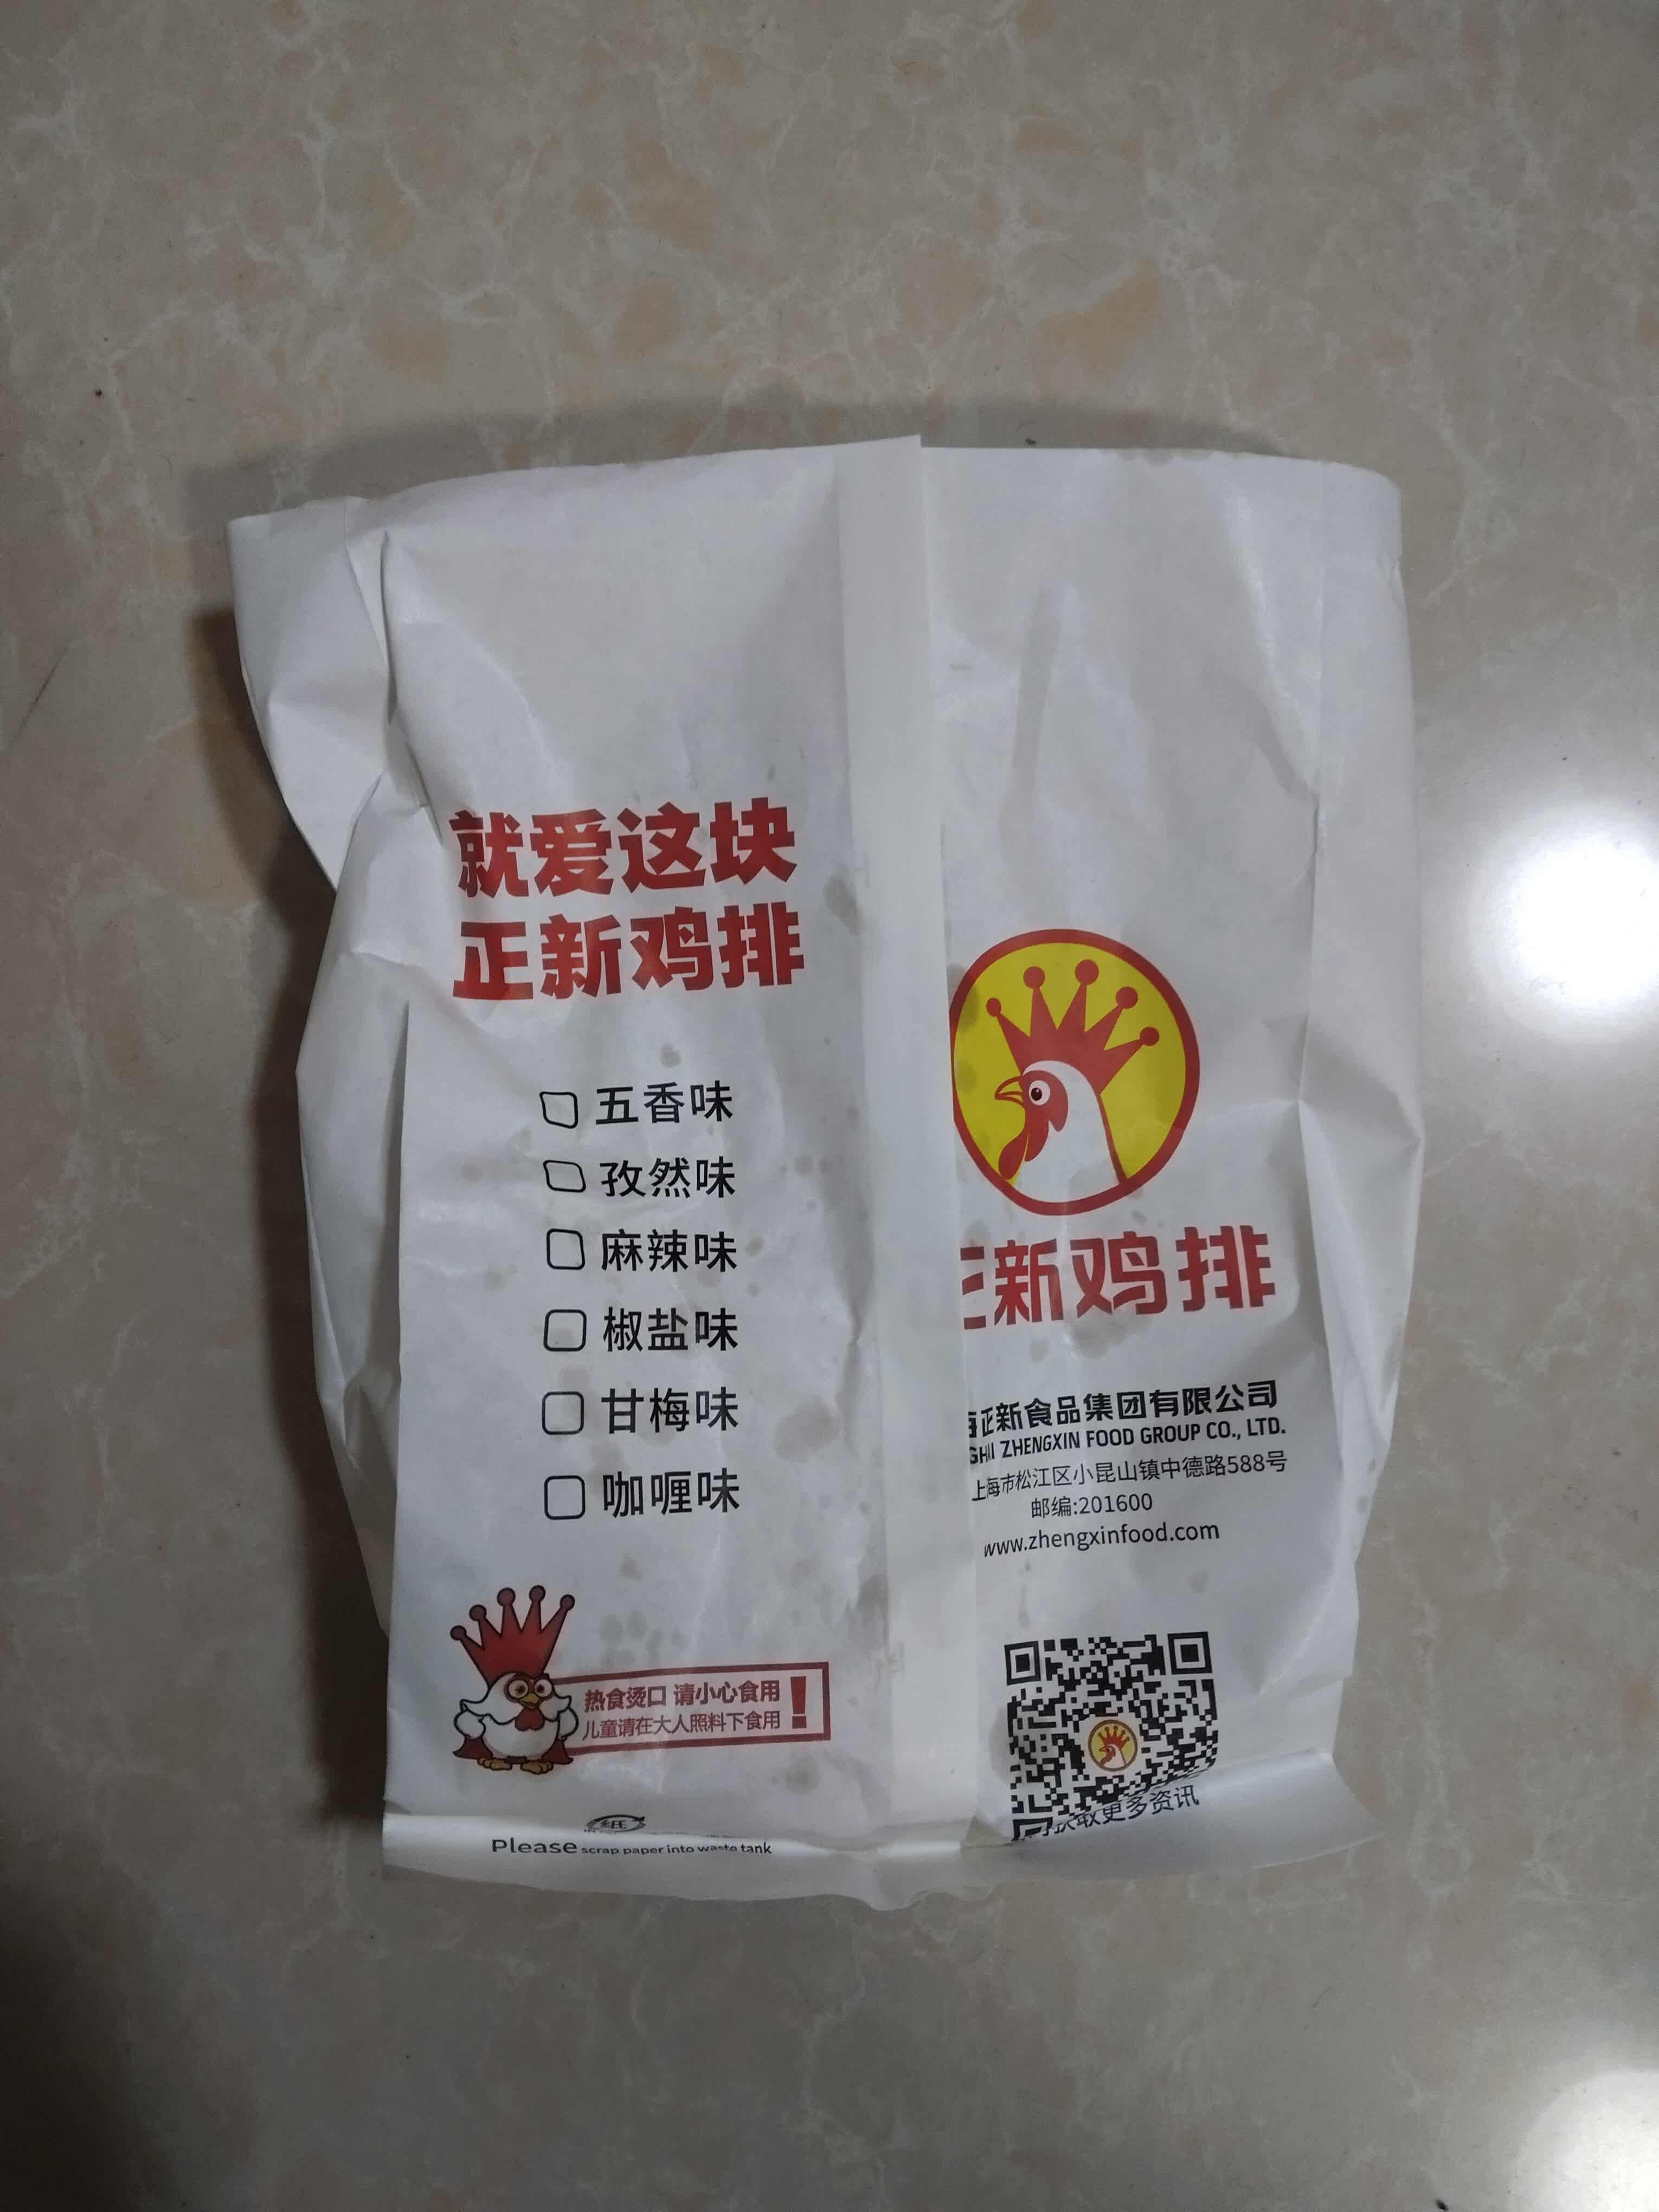 就爱这块
正新鸡排
五香味
孜然味
麻辣味
椒盐味
甘梅味
咖喱味
热食烫口 请小心食用
儿童请在大人照料下食用
!
纸
Please scrap paper into waste tank
新鸡排
正新食品集团有限公司
ZHENGXIN FOOD GROUP CO., LTD.
上海市松江区小昆山镇中德路588号
邮编:201600
www.zhengxinfood.com
取更多资讯